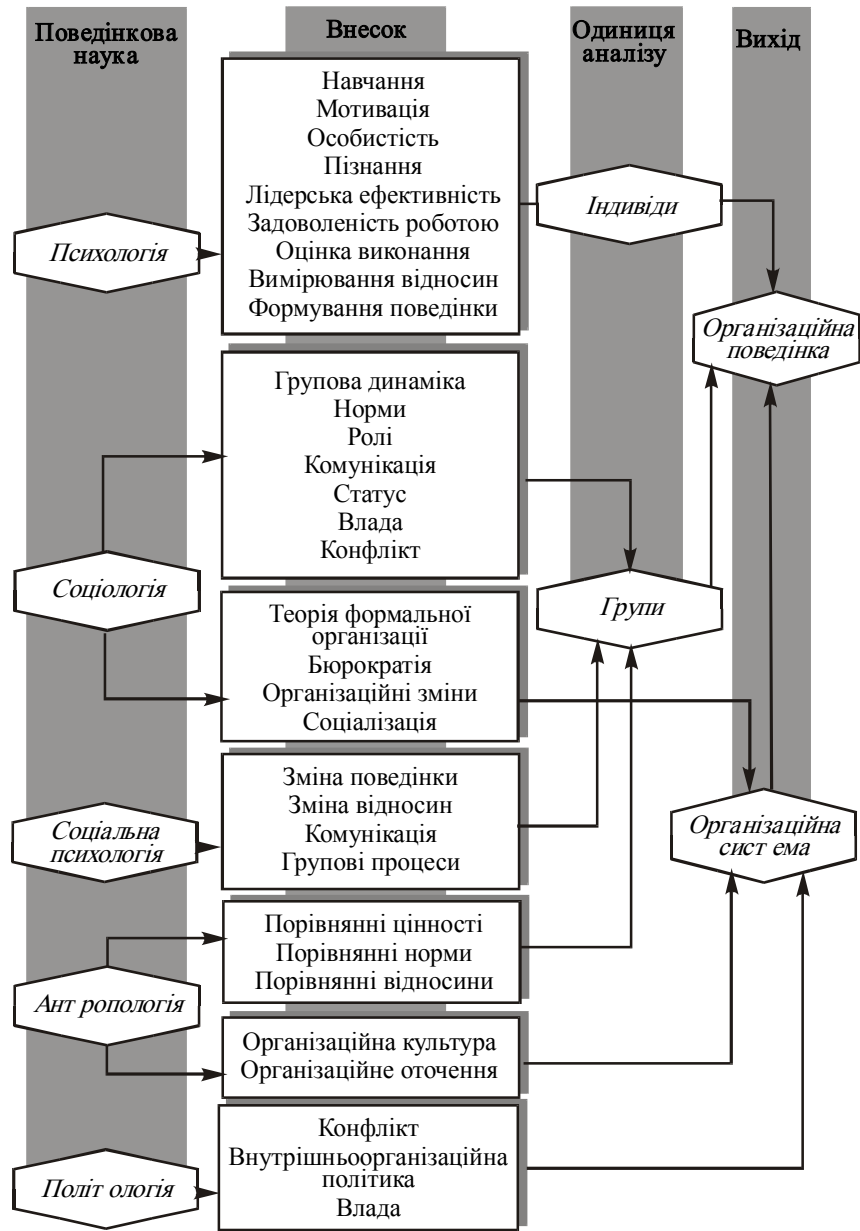 Поведінкова
наука
Внесок
Одиниця
аналізу
Вихід
Навчання
Мотивація
Особистість
Пізнання
Лідерська ефективність
Задоволеність роботою
Оцінка виконання
Вимірювання відносин
Формування поведінки
Психологія
Індивіди
Організаційна
поведінка
Групова динаміка
Норми
Ролі
Комунікація
Статус
Влада
Конфлікт
Соціологія
Групи
Теорія формальної
організації
Бюрократія
Організаційні зміни
Соціалізація
Зміна поведінки
Зміна відносин
Комунікація
Групові процеси
Соціальна
психологія
Організаційна
сист ема
Порівнянні цінності
Порівнянні норми
Порівнянні відносини
Ант ропологія
Організаційна культура
Організаційне оточення
Конфлікт
Внутрішньоорганізаційна
політика
Влада
Політ ологія